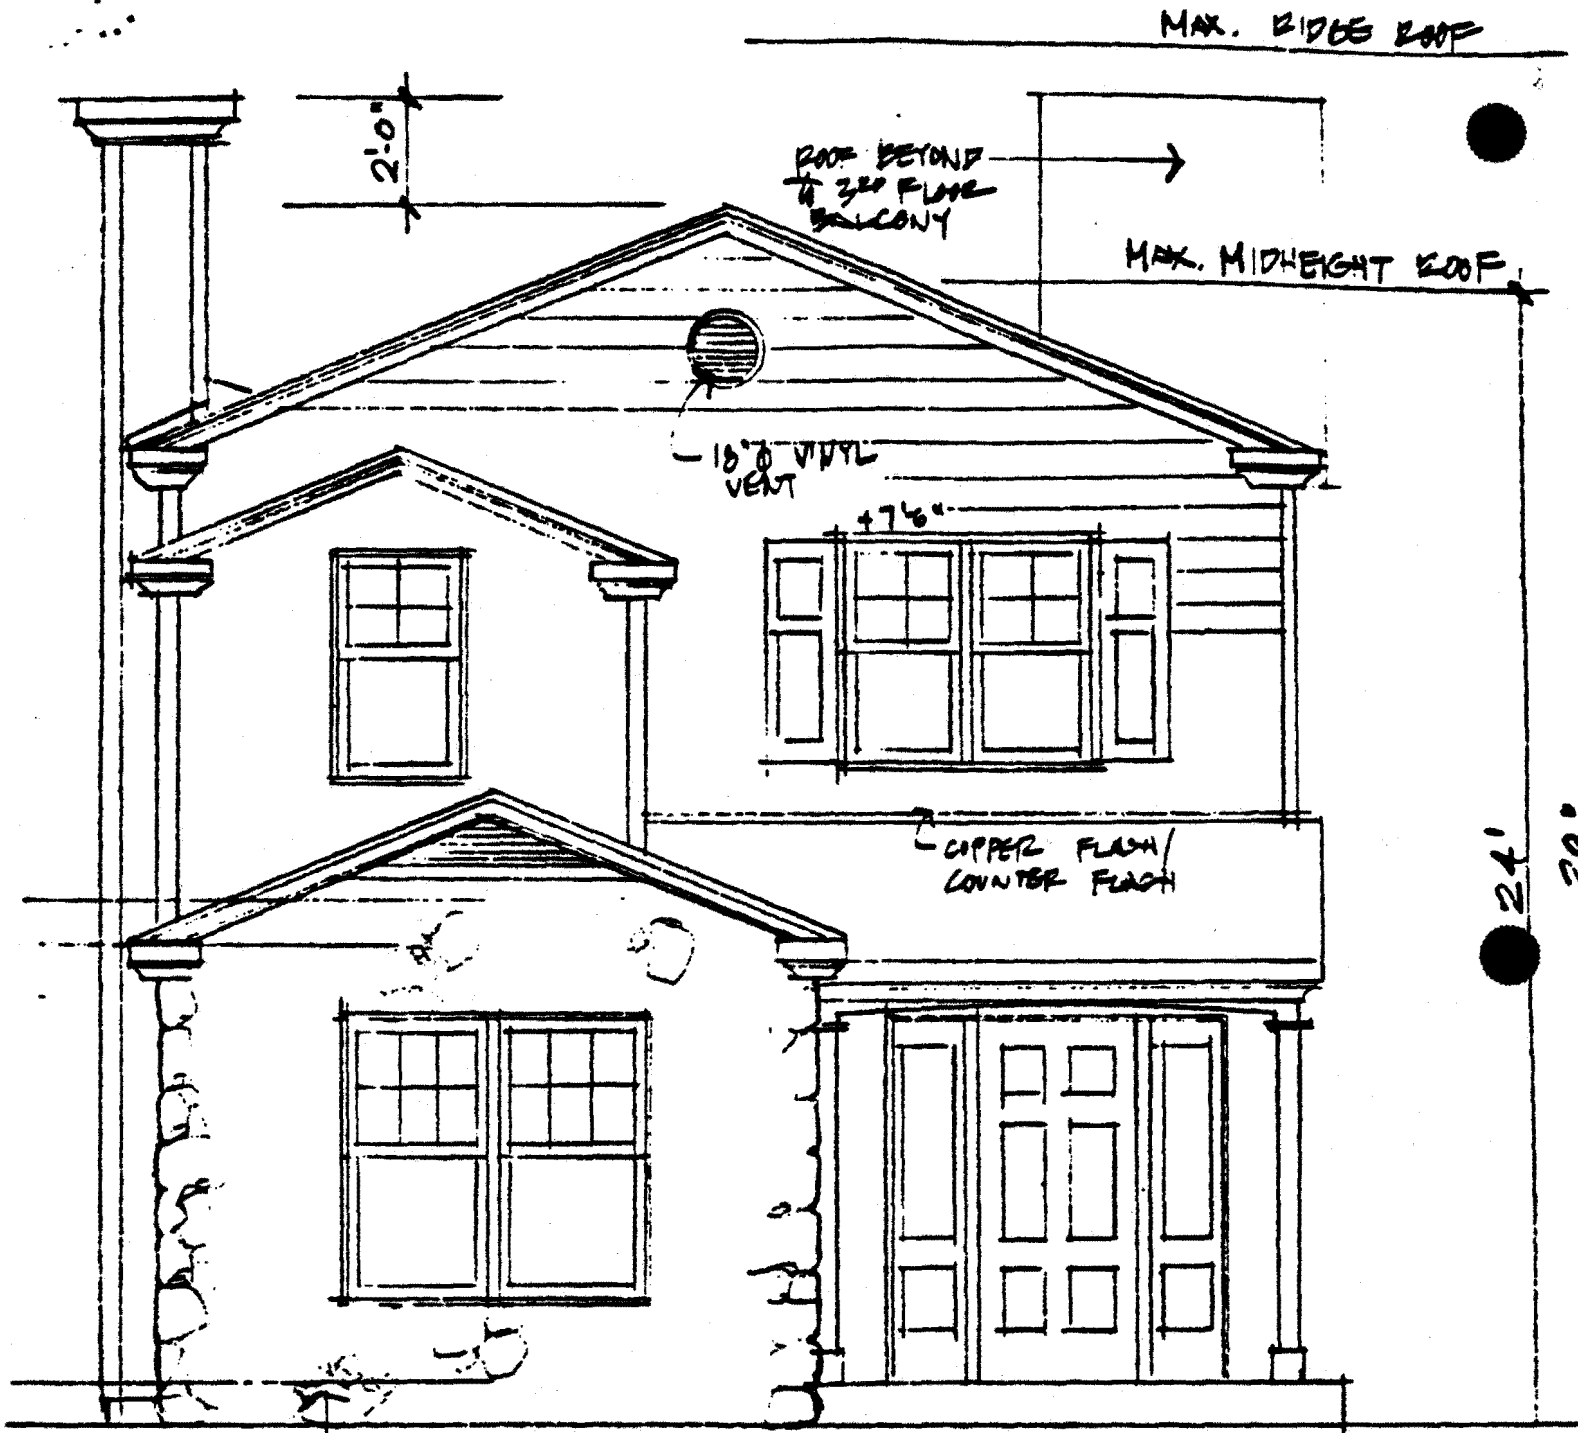 MAX. RIDGE ROOF
2'-0"
ROOF BEYOND
@ 3RD FLOOR
BALCONY
MAX. MIDHEIGHT ROOF
18"ϕ VINYL
VENT
± 7'6"
COPPER FLASH/
COUNTER FLASH
24'